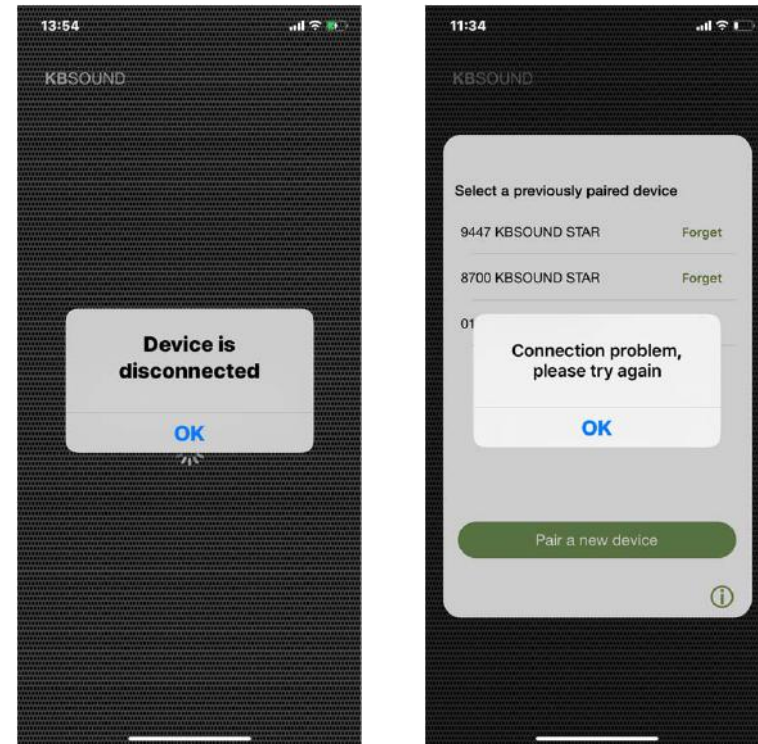 13:54
KBSOUND
Device is
disconnected
OK
11:34
KBSOUND
Select a previously paired device
9447 KBSOUND STAR Forget
8700 KBSOUND STAR Forget
01
Connection problem,
please try again
OK
Pair a new device